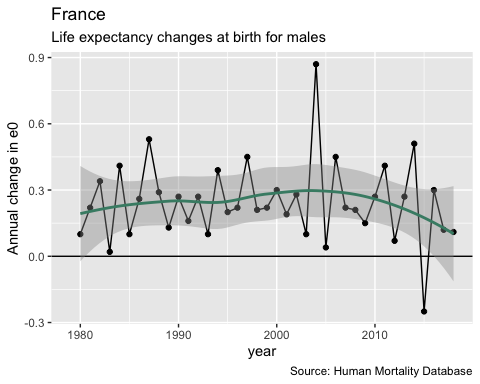 France
Life expectancy changes at birth for males
0.9
0.6
0.3
0.0
-0.3
Annual change in e0
1980 1990 2000 2010
year
Source: Human Mortality Database